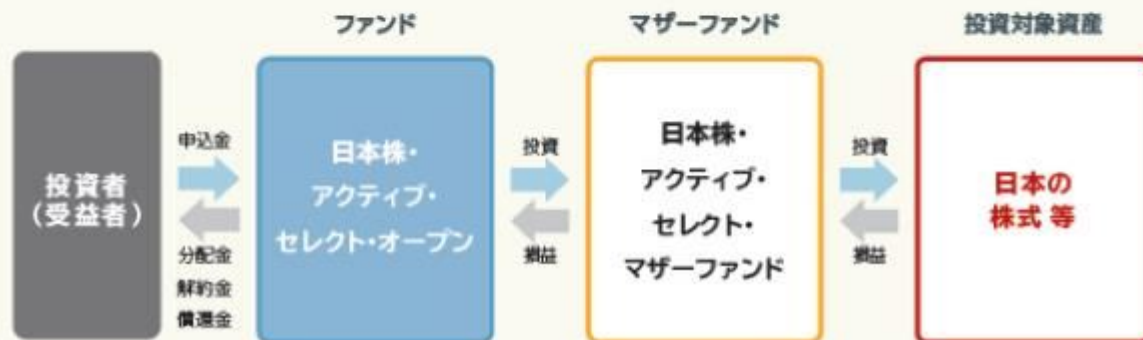 ファンド
マザーファンド
投資対象資産
投資者
(受益者)
申込金
分配金
解約金
償還金
日本株・
アクティブ・
セレクト・オープン
投資
損益
日本株・
アクティブ・
セレクト・
マザーファンド
投資
損益
日本の
株式 等